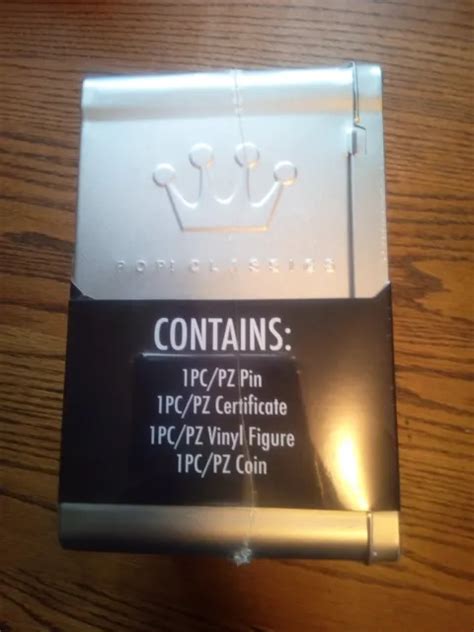 POP! CLASSICS
CONTAINS:
1PC/PZ Pin
1PC/PZ Certificate
1PC/PZ Vinyl Figure
1PC/PZ Coin